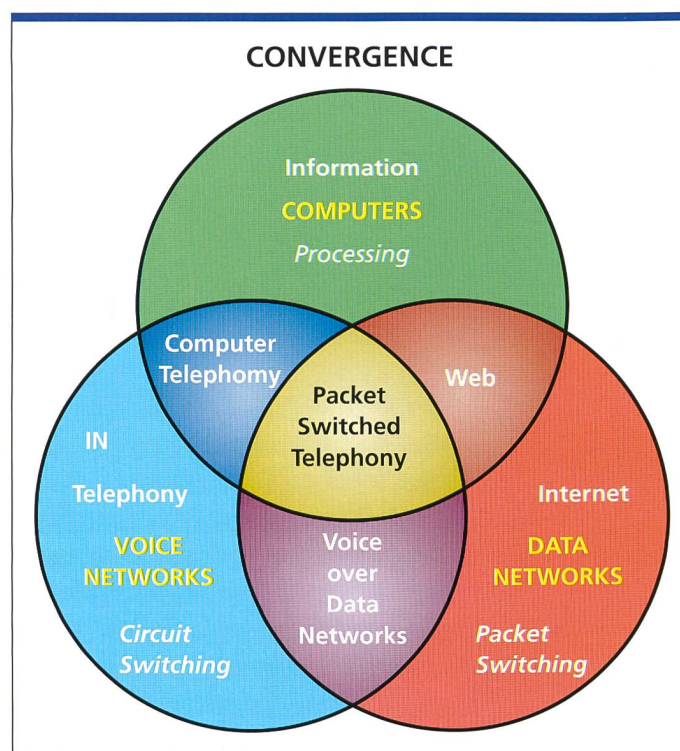 CONVERGENCE
Information
COMPUTERS
Processing
Computer
Telephomy
Web
Packet
Switched
Telephony
IN
Telephony
VOICE
NETWORKS
Circuit
Switching
Voice
over
Data
Networks
Internet
DATA
NETWORKS
Packet
Switching